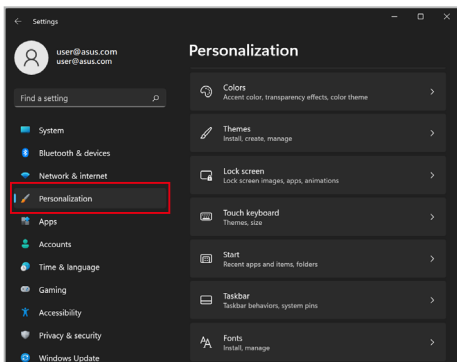 Settings
user@asus.com
user@asus.com
Find a setting
System
Bluetooth & devices
Network & internet
Personalization
Apps
Accounts
Time & language
Gaming
Accessibility
Privacy & security
Windows Update
Personalization
Colors
Accent color, transparency effects, color theme
Themes
Install, create, manage
Lock screen
Lock screen images, apps, animations
Touch keyboard
Themes, size
Start
Recent apps and items, folders
Taskbar
Taskbar behaviors, system pins
Fonts
Install, manage